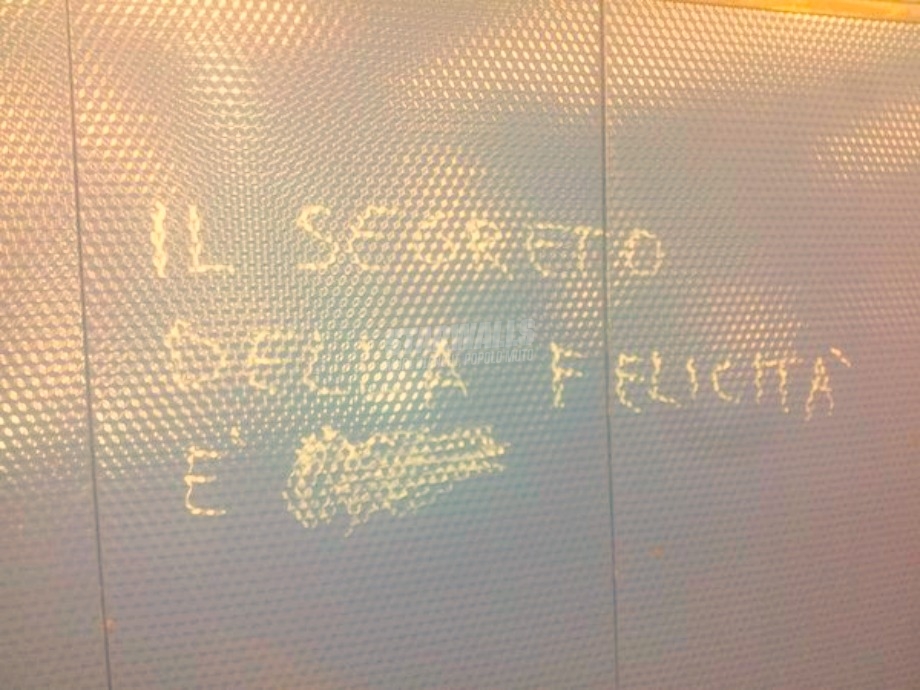 IL SEGRETO
DELLA FELICITÀ
E'